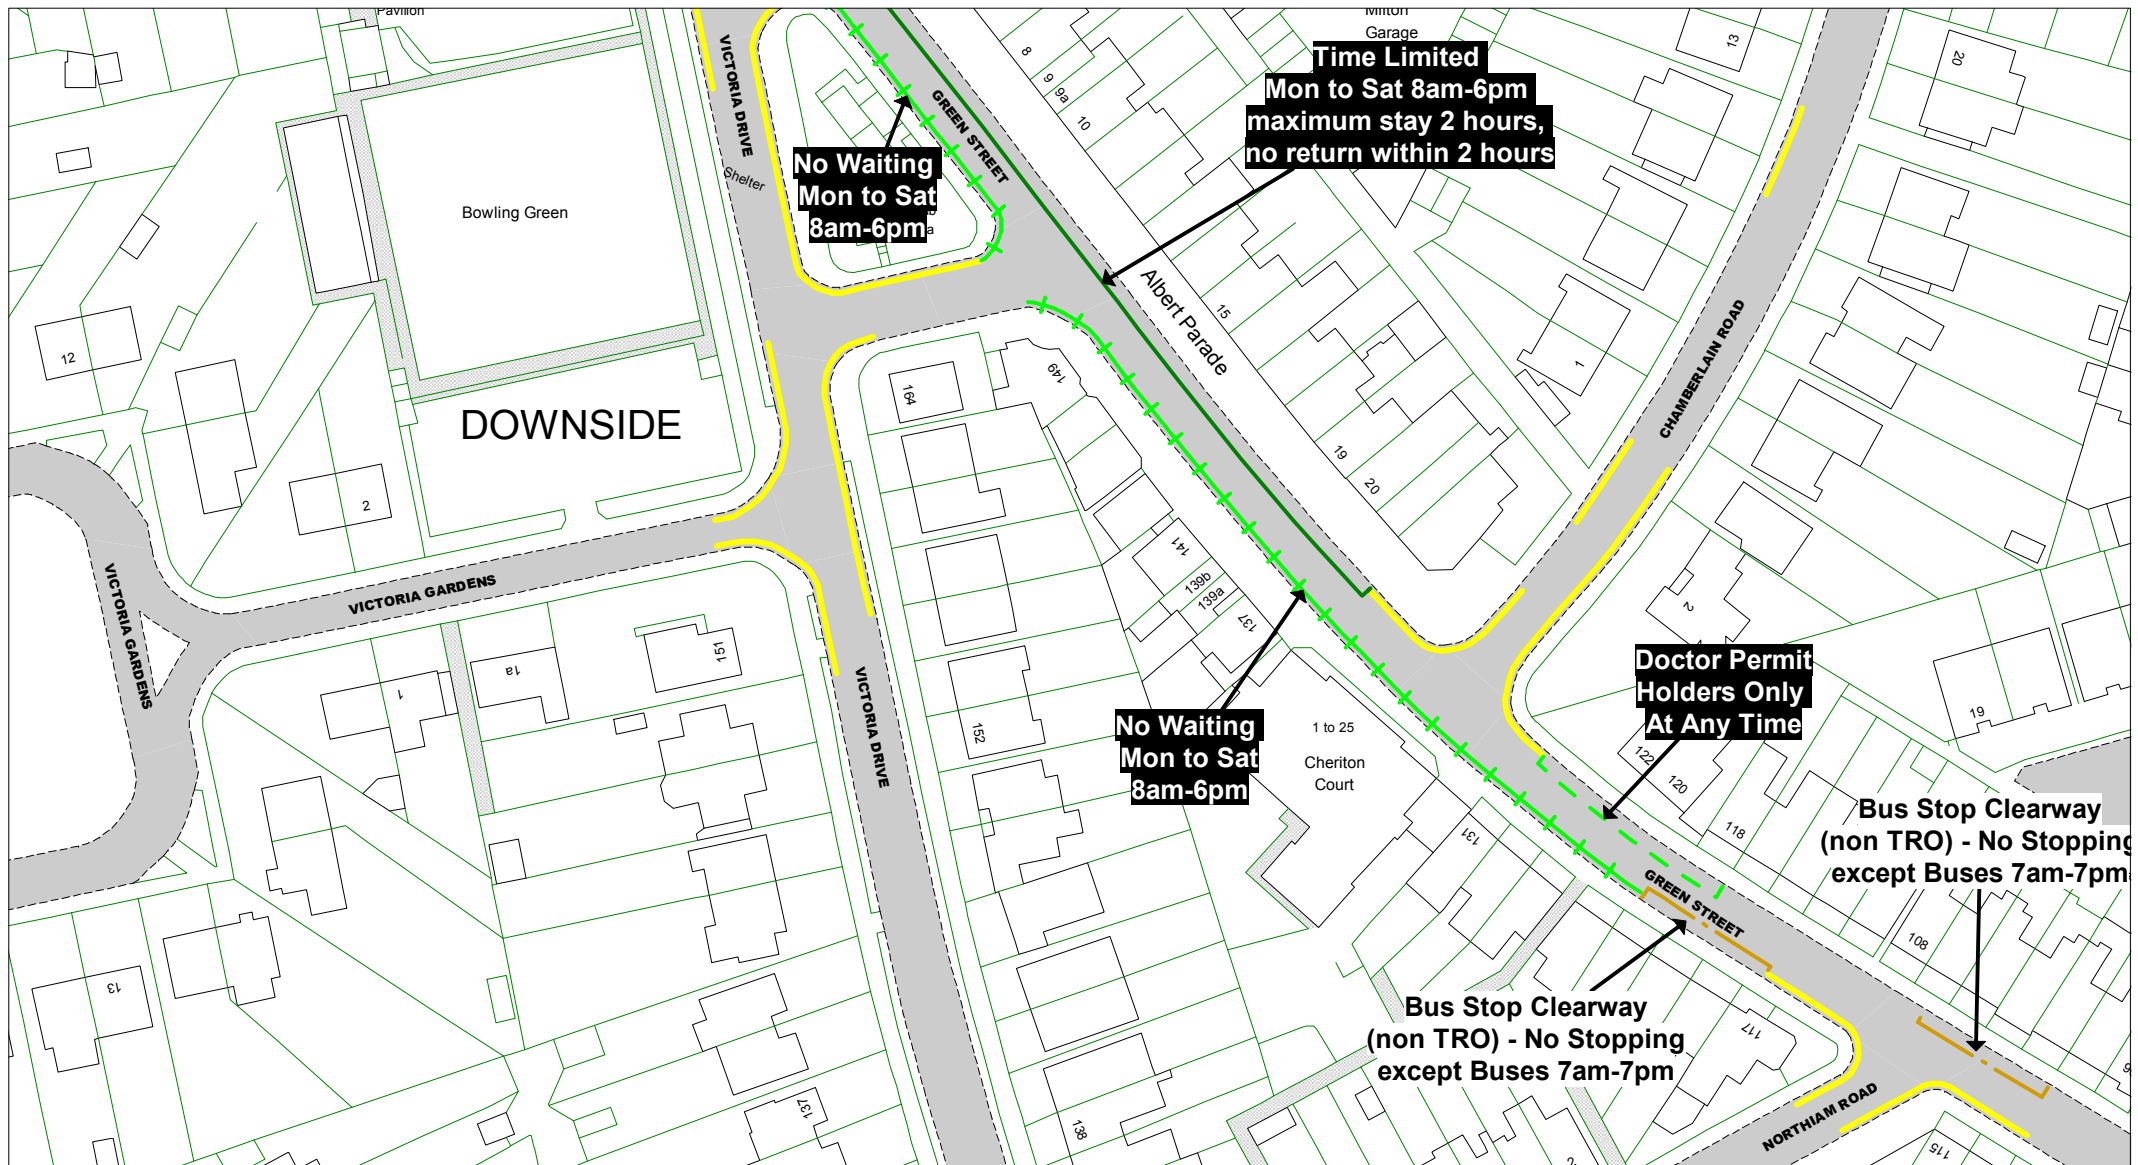 Pavilion
Milton
Garage
Time Limited
Mon to Sat 8am-6pm
maximum stay 2 hours,
no return within 2 hours
8
9
9a
10
13
20
VICTORIA DRIVE
GREEN STREET
No Waiting
Mon to Sat
8am-6pm
a
Shelter
Bowling Green
Albert Parade
15
12
149
164
1
CHAMBERLAIN ROAD
DOWNSIDE
19
20
2
141
139b
139a
137
VICTORIA GARDENS
VICTORIA GARDENS
2
Doctor Permit
Holders Only
At Any Time
151
1a
1
VICTORIA DRIVE
152
No Waiting
Mon to Sat
8am-6pm
1 to 25
Cheriton
Court
19
122
120
118
131
Bus Stop Clearway
(non TRO) - No Stopping
except Buses 7am-7pm
GREEN STREET
108
13
Bus Stop Clearway
(non TRO) - No Stopping
except Buses 7am-7pm
117
137
138
NORTHIAM ROAD
115